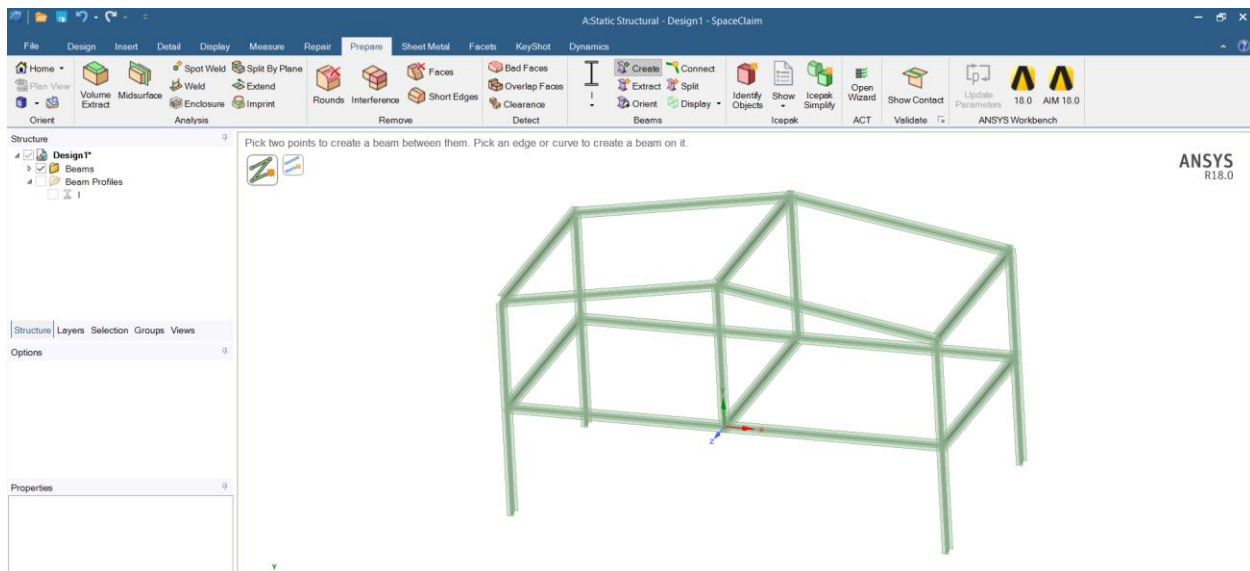 A:Static Structural - Design1 - SpaceClaim
File Design Insert Detail Display Measure Repair Prepare Sheet Metal Facets KeyShot Dynamics
Home
Plan View
Orient
Volume Extract
Midsurface
Spot Weld
Weld
Enclosure
Split By Plane
Extend
Imprint
Analysis
Rounds
Interference
Faces
Short Edges
Remove
Bad Faces
Overlap Faces
Clearance
Detect
I
Create
Extract
Orient
Connect
Split
Display
Beams
Identify Objects
Show
Icepak Simplify
Icepak
Open Wizard
ACT
Show Contact
Validate
Update Parameters
18.0
AIM 18.0
ANSYS Workbench
Structure
Design1*
Beams
Beam Profiles
I
Structure Layers Selection Groups Views
Options
Properties
Pick two points to create a beam between them. Pick an edge or curve to create a beam on it.
ANSYS
R18.0
Y
X
Z
Y